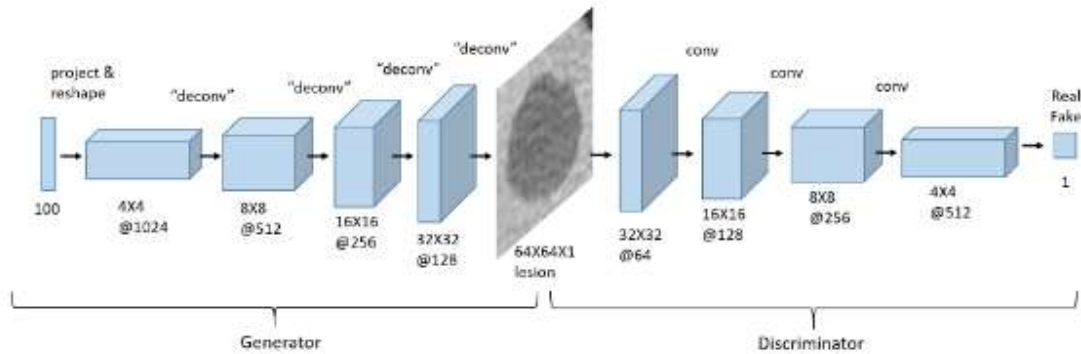 project &
reshape
"deconv"
"deconv"
"deconv"
"deconv"
conv
conv
conv
Real
Fake
100
4X4
@1024
8X8
@512
16X16
@256
32X32
@128
64X64X1
lesion
32X32
@64
16X16
@128
8X8
@256
4X4
@512
1
Generator
Discriminator